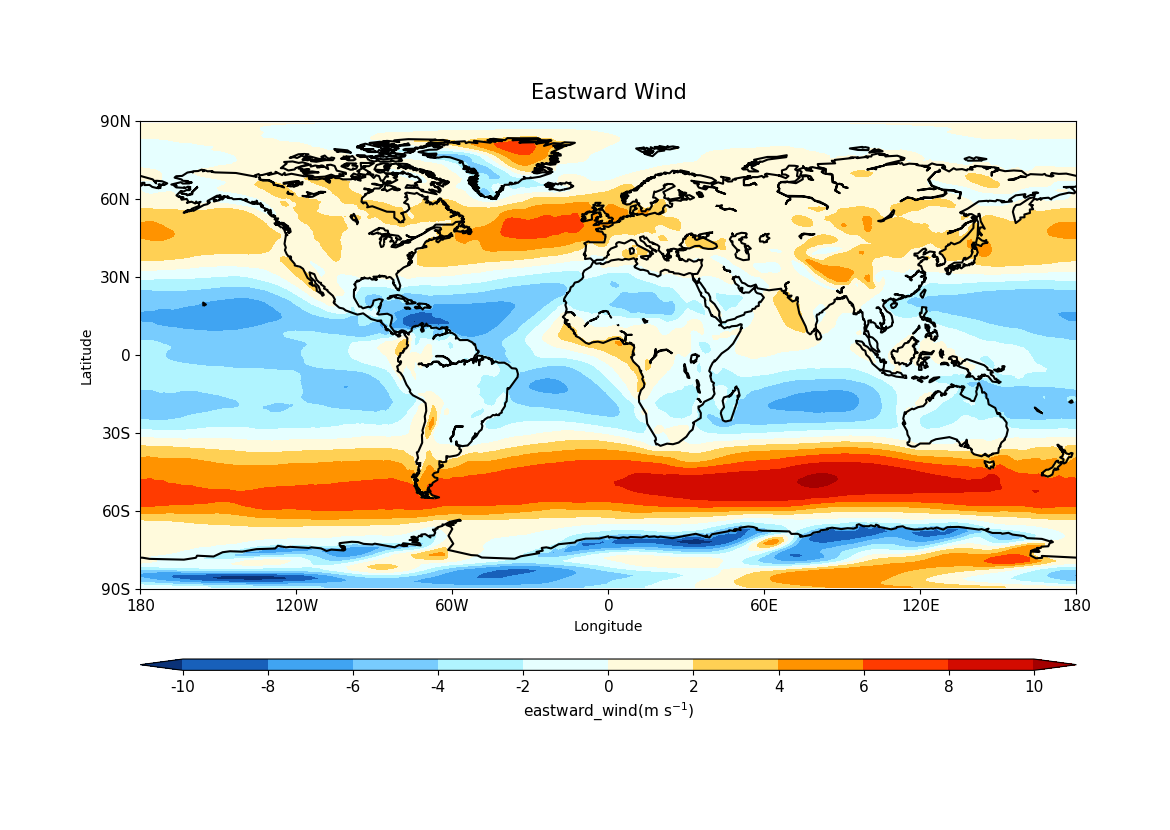 Eastward Wind
90N
60N
30N
0
30S
60S
90S
Latitude
180 120W 60W 0 60E 120E 180
Longitude
-10 -8 -6 -4 -2 0 2 4 6 8 10
eastward_wind(m s⁻¹)